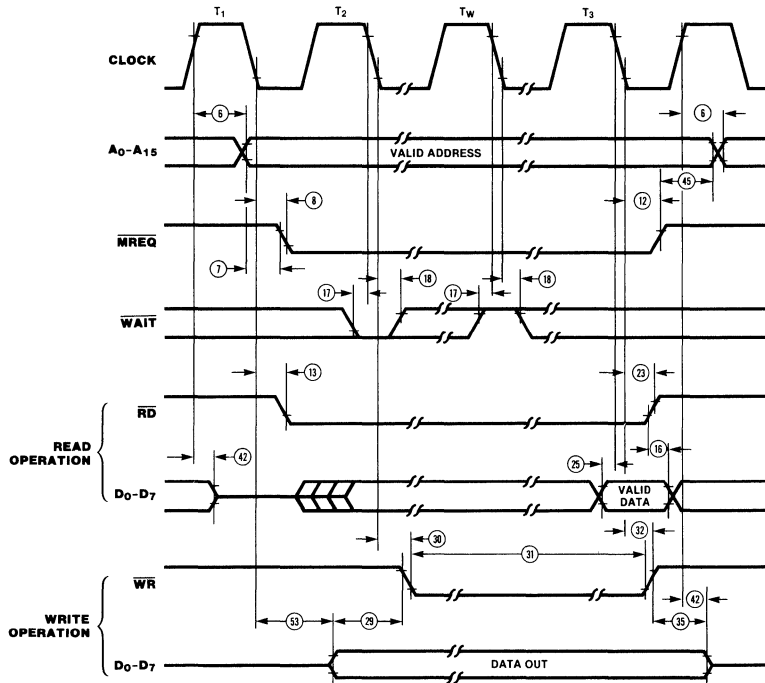 T1 T2 TW T3
CLOCK
6 6
A0-A15 VALID ADDRESS
45
8 12
MREQ
7
18 18
17 17
WAIT
13 23
RD
READ
OPERATION
42 16
25
D0-D7 VALID
DATA
32
30
31
WR
42
WRITE
OPERATION
53 29 35
D0-D7 DATA OUT